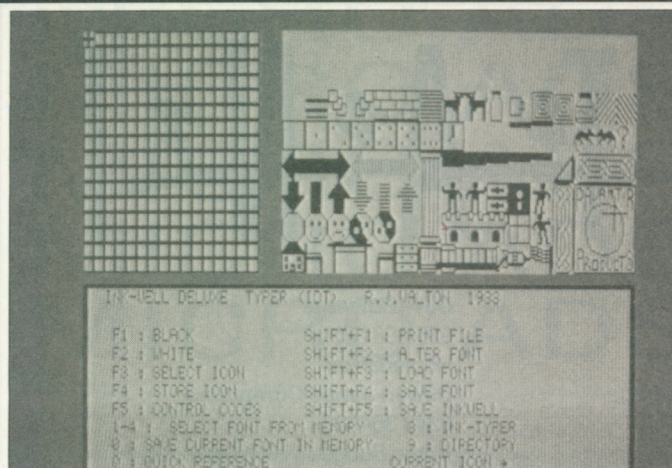 DALANTIR
PRODUCTS
INK-WELL DELUXE TYPER (IDT) R.J.WALTON 1988
F1 : BLACK SHIFT+F1 : PRINT FILE
F2 : WHITE SHIFT+F2 : ALTER FONT
F3 : SELECT ICON SHIFT+F3 : LOAD FONT
F4 : STORE ICON SHIFT+F4 : SAVE FONT
F5 : CONTROL CODES SHIFT+F5 : SAVE INKWELL
1-4 : SELECT FONT FROM MEMORY 8 : INK-TYPER
0 : SAVE CURRENT FONT IN MEMORY 9 : DIRECTORY
Q : QUICK REFERENCE CURRENT ICON